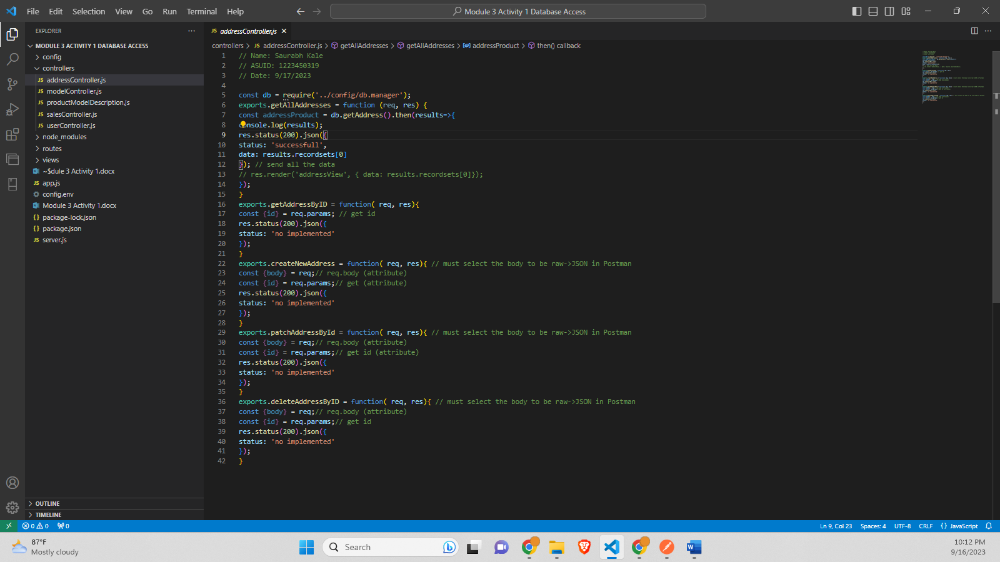 File Edit Selection View Go Run Terminal Help
Module 3 Activity 1 Database Access
EXPLORER
MODULE 3 ACTIVITY 1 DATABASE ACCESS
config
controllers
addressController.js
modelController.js
productModelDescription.js
salesController.js
userController.js
node_modules
routes
views
~$dule 3 Activity 1.docx
app.js
config.env
Module 3 Activity 1.docx
package-lock.json
package.json
server.js
OUTLINE
TIMELINE
JS addressController.js
controllers > JS addressController.js > getAllAddresses > getAllAddresses > addressProduct > then() callback
1 // Name: Saurabh Kale
2 // ASUID: 1223450319
3 // Date: 9/17/2023
4
5 const db = require('../config/db.manager');
6 exports.getAllAddresses = function (req, res) {
7 const addressProduct = db.getAddress().then(results=>{
8 console.log(results);
9 res.status(200).json({
10 status: 'successfull',
11 data: results.recordsets[0]
12 }); // send all the data
13 // res.render('addressView', { data: results.recordsets[0]});
14 });
15 }
16 exports.getAddressByID = function( req, res){
17 const {id} = req.params; // get id
18 res.status(200).json({
19 status: 'no implemented'
20 });
21 }
22 exports.createNewAddress = function( req, res){ // must select the body to be raw->JSON in Postman
23 const {body} = req;// req.body (attribute)
24 const {id} = req.params;// get (attribute)
25 res.status(200).json({
26 status: 'no implemented'
27 });
28 }
29 exports.patchAddressById = function( req, res){ // must select the body to be raw->JSON in Postman
30 const {body} = req;// req.body (attribute)
31 const {id} = req.params;// get id (attribute)
32 res.status(200).json({
33 status: 'no implemented'
34 });
35 }
36 exports.deleteAddressByID = function( req, res){ // must select the body to be raw->JSON in Postman
37 const {body} = req;// req.body (attribute)
38 const {id} = req.params;// get id
39 res.status(200).json({
40 status: 'no implemented'
41 });
42 }
0 0 0
Ln 9, Col 23 Spaces: 4 UTF-8 CRLF {} JavaScript
87°F
Mostly cloudy
Search
10:12 PM
9/16/2023